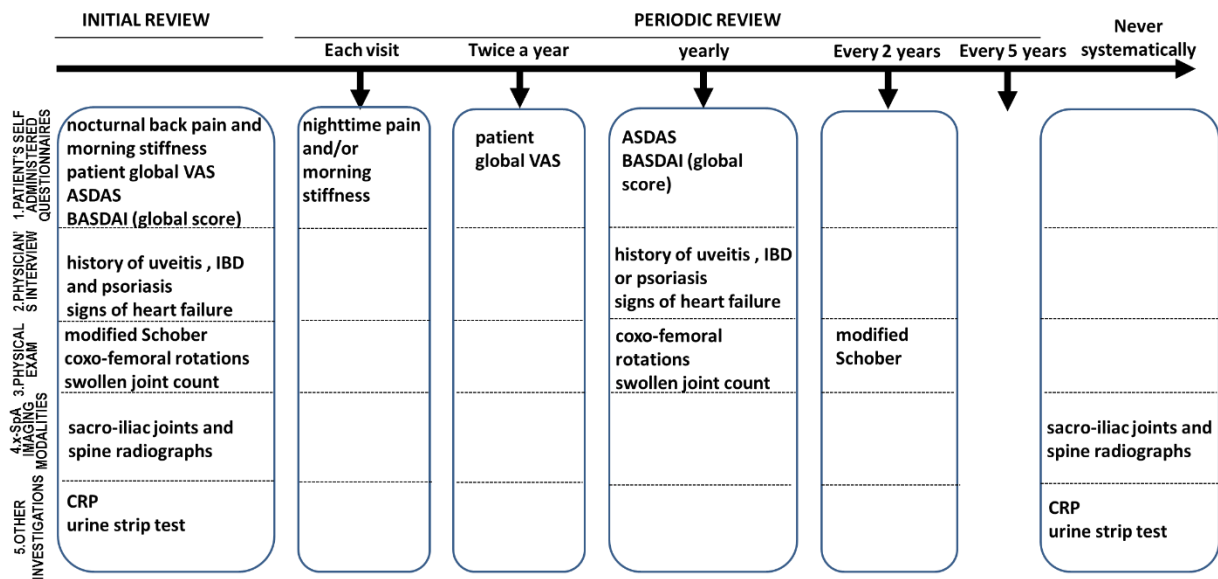 INITIAL REVIEW
PERIODIC REVIEW
Each visit
Twice a year
yearly
Every 2 years
Every 5 years
Never
systematically
1.PATIENT'S SELF
ADMINISTERED
QUESTIONNAIRES
nocturnal back pain and
morning stiffness
patient global VAS
ASDAS
BASDAI (global score)
nighttime pain
and/or
morning
stiffness
patient
global VAS
ASDAS
BASDAI (global
score)
2.PHYSICIAN'
S INTERVIEW
history of uveitis , IBD
and psoriasis
signs of heart failure
history of uveitis , IBD
or psoriasis
signs of heart failure
3.PHYSICAL
EXAM
modified Schober
coxo-femoral rotations
swollen joint count
coxo-femoral
rotations
swollen joint count
modified
Schober
4.x-SpA
IMAGING
MODALITIES
sacro-iliac joints and
spine radiographs
sacro-iliac joints and
spine radiographs
5.OTHER
INVESTIGATIONS
CRP
urine strip test
CRP
urine strip test